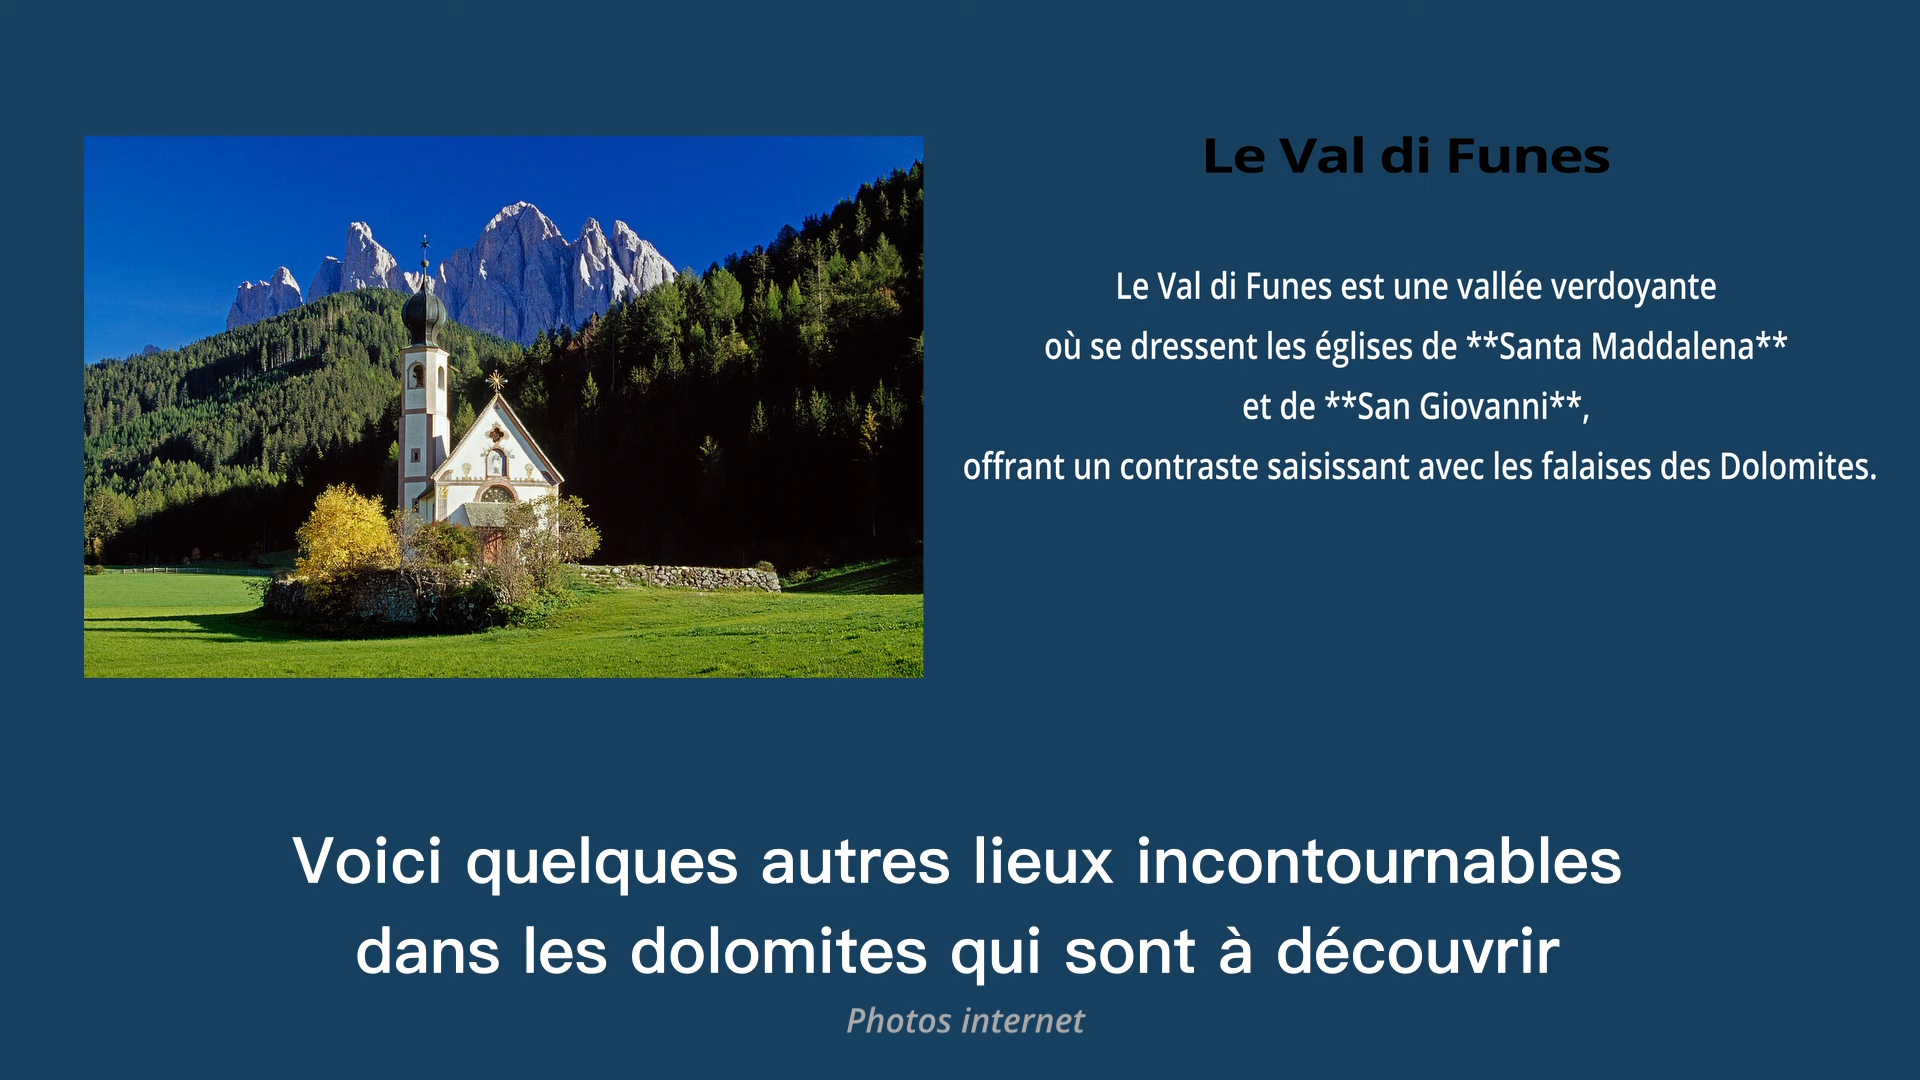 Le Val di Funes
Le Val di Funes est une vallée verdoyante
où se dressent les églises de **Santa Maddalena**
et de **San Giovanni**,
offrant un contraste saisissant avec les falaises des Dolomites.
Voici quelques autres lieux incontournables
dans les dolomites qui sont à découvrir
Photos internet